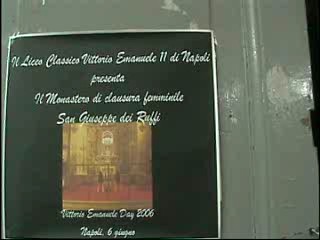 Il Liceo Classico Vittorio Emanuele II di Napoli
presenta
Il Monastero di clausura femminile
San Giuseppe dei Ruffi
Vittorio Emanuele Day 2006
Napoli, 6 giugno